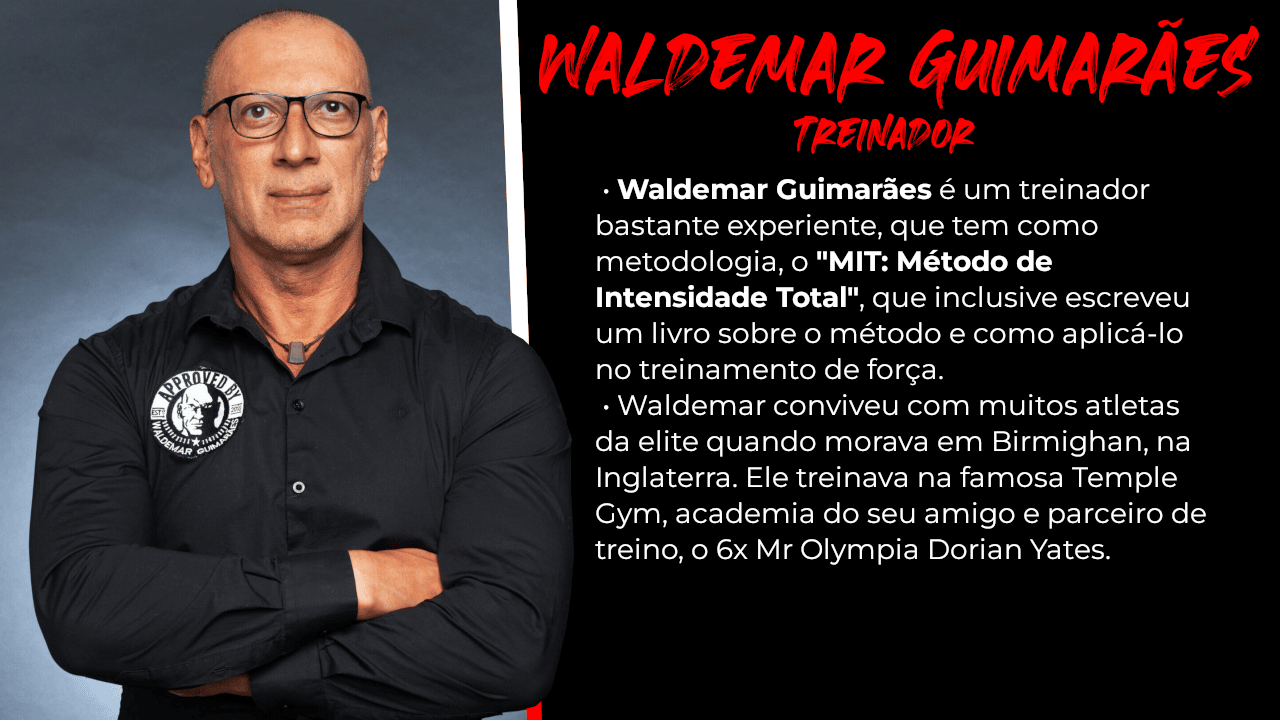 WALDEMAR GUIMARÃES
TREINADOR
• Waldemar Guimarães é um treinador
bastante experiente, que tem como
metodologia, o "MIT: Método de
Intensidade Total", que inclusive escreveu
um livro sobre o método e como aplicá-lo
no treinamento de força.
• Waldemar conviveu com muitos atletas
da elite quando morava em Birmighan, na
Inglaterra. Ele treinava na famosa Temple
Gym, academia do seu amigo e parceiro de
treino, o 6x Mr Olympia Dorian Yates.
APPROVED BY
ESTD
WALDEMAR GUIMARÃES